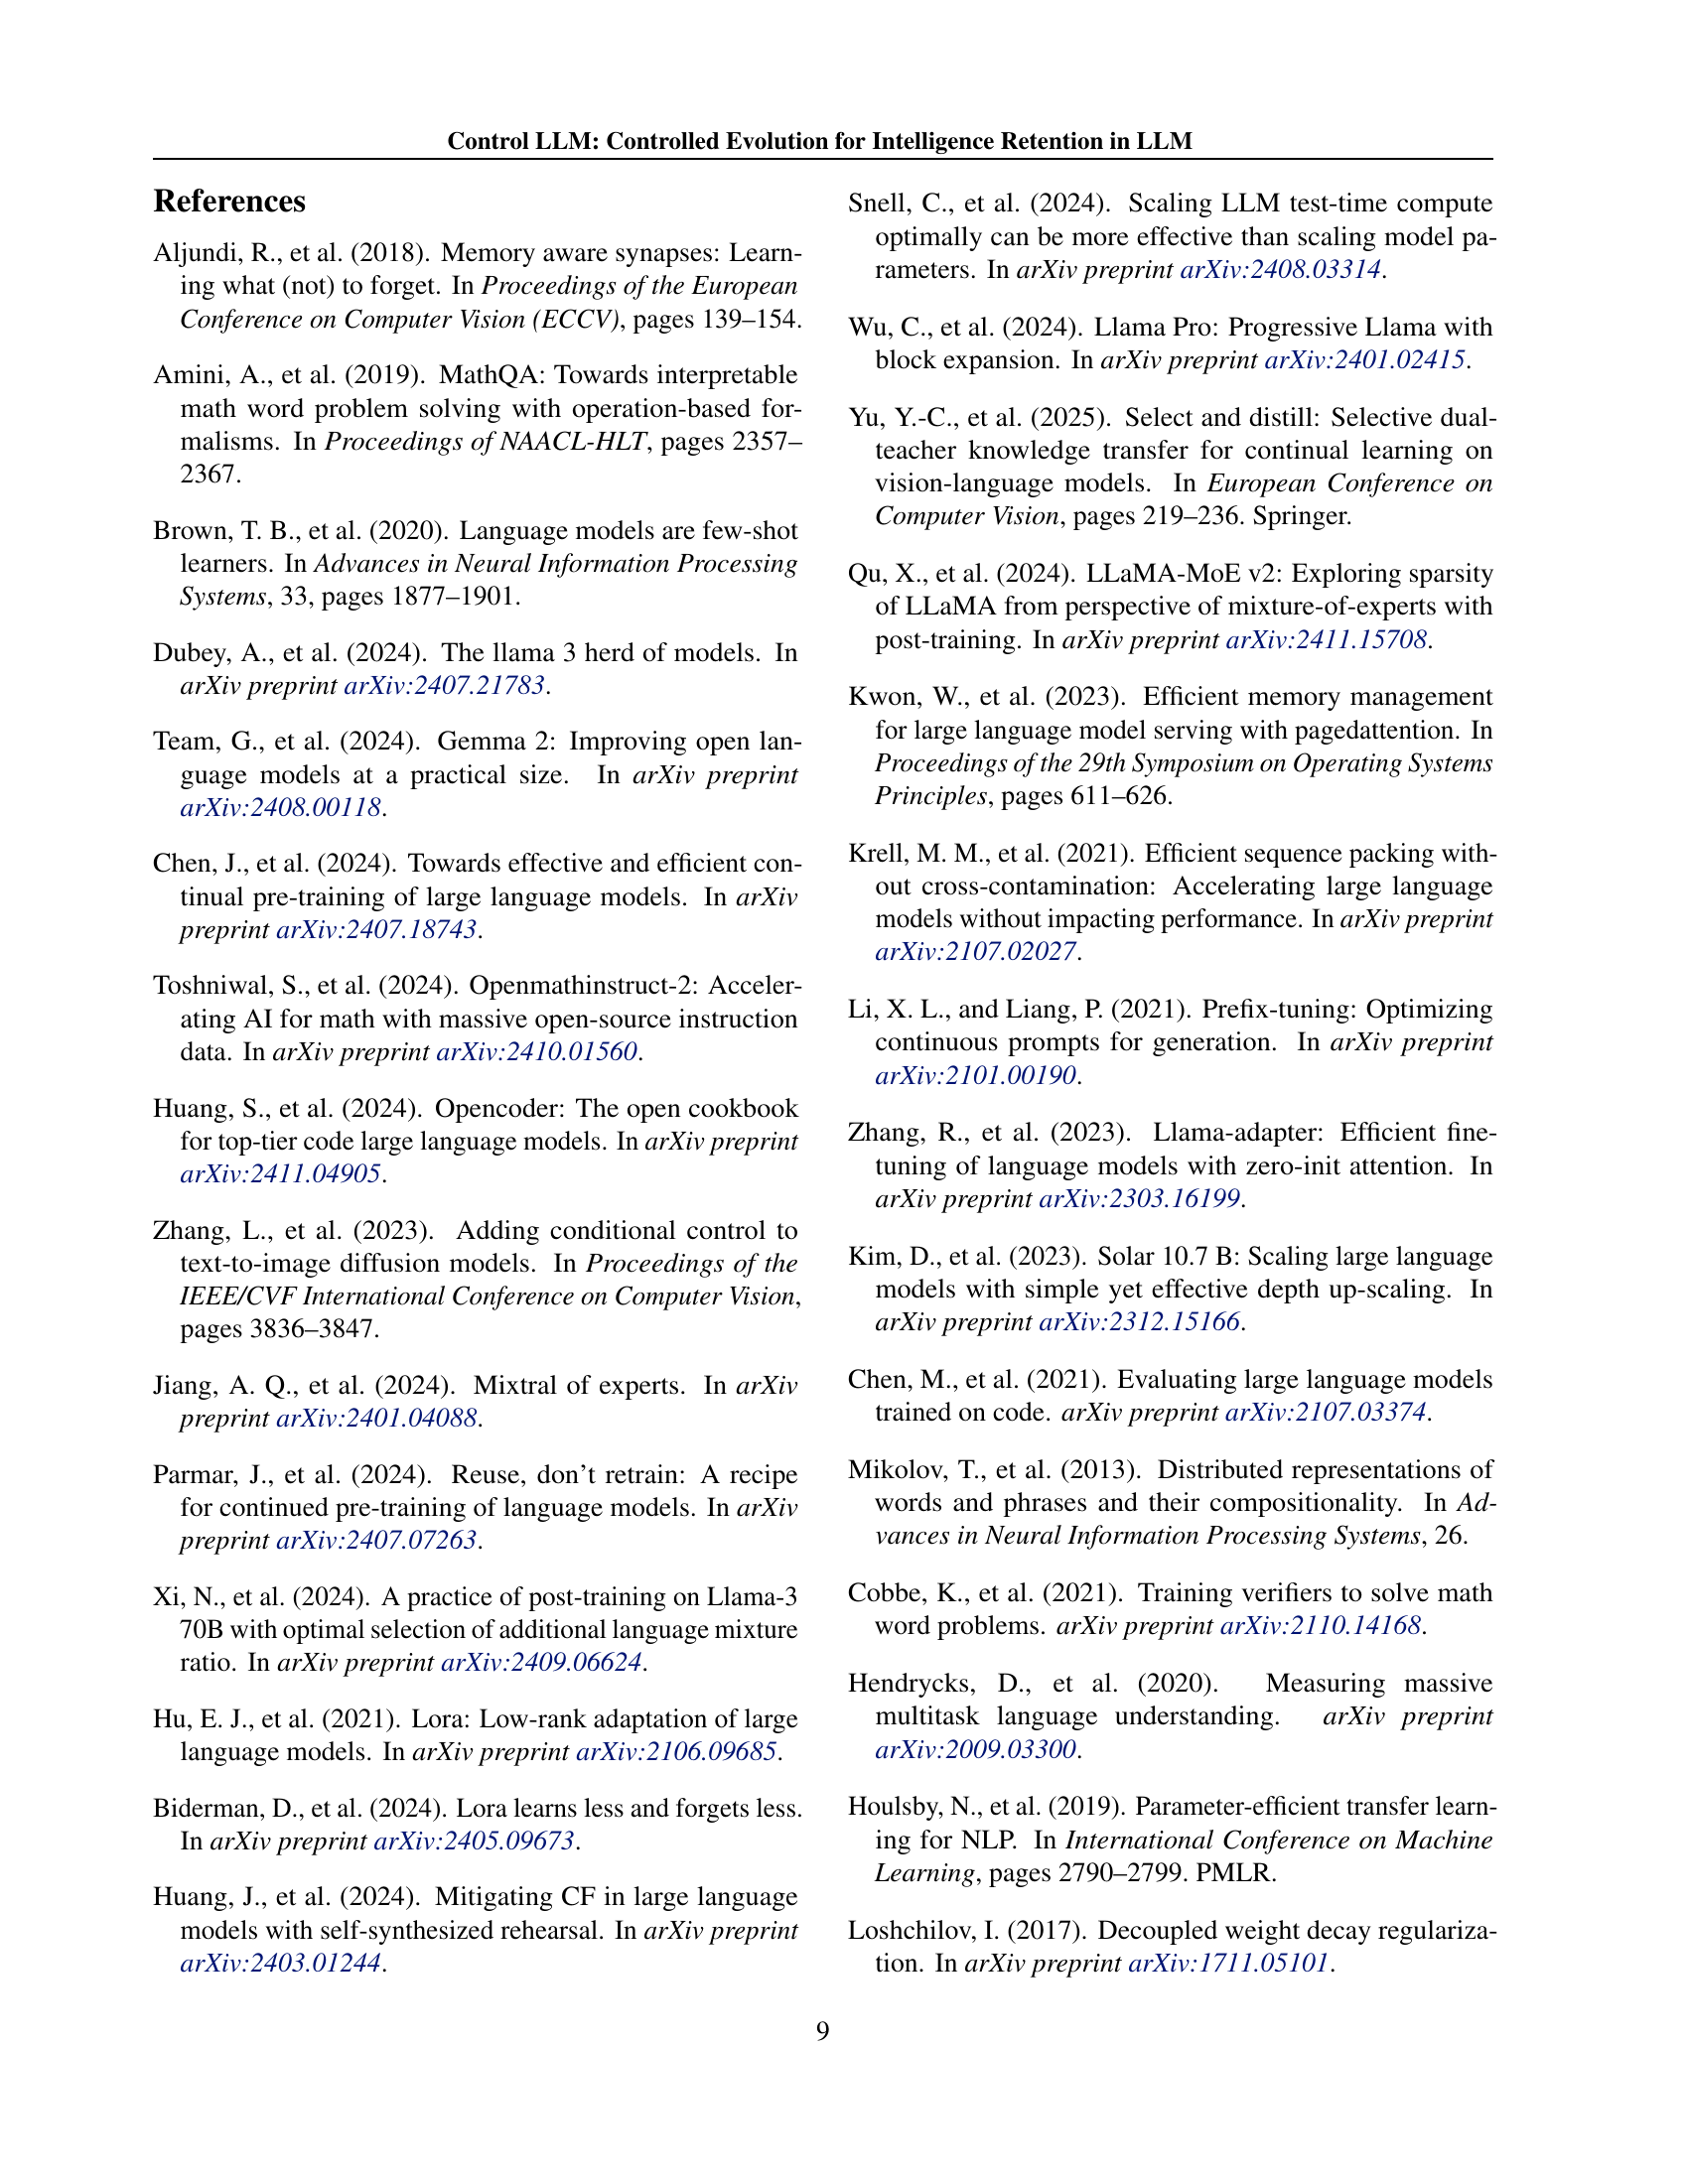 Control LLM: Controlled Evolution for Intelligence Retention in LLM
References
Aljundi, R., et al. (2018). Memory aware synapses: Learn-
ing what (not) to forget. In Proceedings of the European
Conference on Computer Vision (ECCV), pages 139–154.
Amini, A., et al. (2019). MathQA: Towards interpretable
math word problem solving with operation-based for-
malisms. In Proceedings of NAACL-HLT, pages 2357–
2367.
Brown, T. B., et al. (2020). Language models are few-shot
learners. In Advances in Neural Information Processing
Systems, 33, pages 1877–1901.
Dubey, A., et al. (2024). The llama 3 herd of models. In
arXiv preprint arXiv:2407.21783.
Team, G., et al. (2024). Gemma 2: Improving open lan-
guage models at a practical size. In arXiv preprint
arXiv:2408.00118.
Chen, J., et al. (2024). Towards effective and efficient con-
tinual pre-training of large language models. In arXiv
preprint arXiv:2407.18743.
Toshniwal, S., et al. (2024). Openmathinstruct-2: Acceler-
ating AI for math with massive open-source instruction
data. In arXiv preprint arXiv:2410.01560.
Huang, S., et al. (2024). Opencoder: The open cookbook
for top-tier code large language models. In arXiv preprint
arXiv:2411.04905.
Zhang, L., et al. (2023). Adding conditional control to
text-to-image diffusion models. In Proceedings of the
IEEE/CVF International Conference on Computer Vision,
pages 3836–3847.
Jiang, A. Q., et al. (2024). Mixtral of experts. In arXiv
preprint arXiv:2401.04088.
Parmar, J., et al. (2024). Reuse, don't retrain: A recipe
for continued pre-training of language models. In arXiv
preprint arXiv:2407.07263.
Xi, N., et al. (2024). A practice of post-training on Llama-3
70B with optimal selection of additional language mixture
ratio. In arXiv preprint arXiv:2409.06624.
Hu, E. J., et al. (2021). Lora: Low-rank adaptation of large
language models. In arXiv preprint arXiv:2106.09685.
Biderman, D., et al. (2024). Lora learns less and forgets less.
In arXiv preprint arXiv:2405.09673.
Huang, J., et al. (2024). Mitigating CF in large language
models with self-synthesized rehearsal. In arXiv preprint
arXiv:2403.01244.
Snell, C., et al. (2024). Scaling LLM test-time compute
optimally can be more effective than scaling model pa-
rameters. In arXiv preprint arXiv:2408.03314.
Wu, C., et al. (2024). Llama Pro: Progressive Llama with
block expansion. In arXiv preprint arXiv:2401.02415.
Yu, Y.-C., et al. (2025). Select and distill: Selective dual-
teacher knowledge transfer for continual learning on
vision-language models. In European Conference on
Computer Vision, pages 219–236. Springer.
Qu, X., et al. (2024). LLaMA-MoE v2: Exploring sparsity
of LLaMA from perspective of mixture-of-experts with
post-training. In arXiv preprint arXiv:2411.15708.
Kwon, W., et al. (2023). Efficient memory management
for large language model serving with pagedattention. In
Proceedings of the 29th Symposium on Operating Systems
Principles, pages 611–626.
Krell, M. M., et al. (2021). Efficient sequence packing with-
out cross-contamination: Accelerating large language
models without impacting performance. In arXiv preprint
arXiv:2107.02027.
Li, X. L., and Liang, P. (2021). Prefix-tuning: Optimizing
continuous prompts for generation. In arXiv preprint
arXiv:2101.00190.
Zhang, R., et al. (2023). Llama-adapter: Efficient fine-
tuning of language models with zero-init attention. In
arXiv preprint arXiv:2303.16199.
Kim, D., et al. (2023). Solar 10.7 B: Scaling large language
models with simple yet effective depth up-scaling. In
arXiv preprint arXiv:2312.15166.
Chen, M., et al. (2021). Evaluating large language models
trained on code. arXiv preprint arXiv:2107.03374.
Mikolov, T., et al. (2013). Distributed representations of
words and phrases and their compositionality. In Ad-
vances in Neural Information Processing Systems, 26.
Cobbe, K., et al. (2021). Training verifiers to solve math
word problems. arXiv preprint arXiv:2110.14168.
Hendrycks, D., et al. (2020). Measuring massive
multitask language understanding. arXiv preprint
arXiv:2009.03300.
Houlsby, N., et al. (2019). Parameter-efficient transfer learn-
ing for NLP. In International Conference on Machine
Learning, pages 2790–2799. PMLR.
Loshchilov, I. (2017). Decoupled weight decay regulariza-
tion. In arXiv preprint arXiv:1711.05101.
9